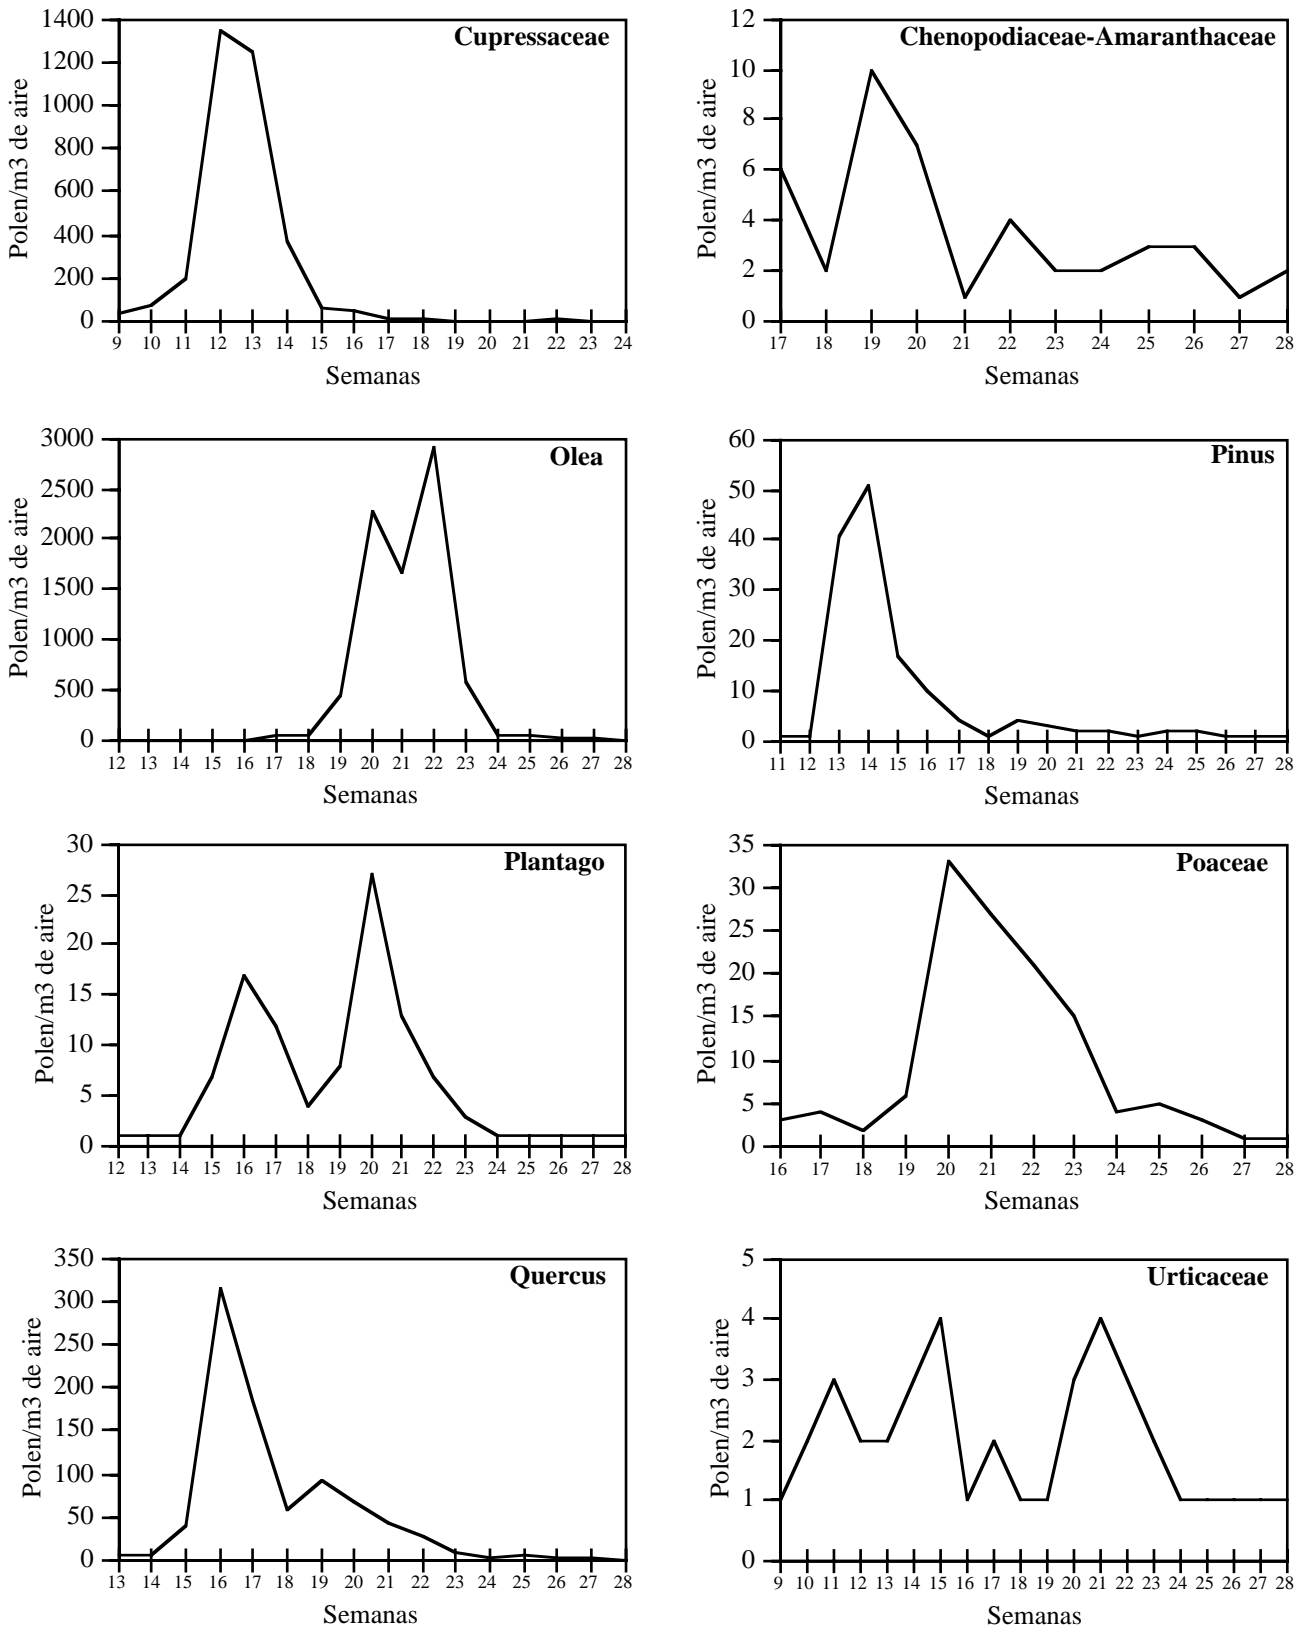 Cupressaceae
Polen/m3 de aire
1400
1200
1000
800
600
400
200
0
9 10 11 12 13 14 15 16 17 18 19 20 21 22 23 24
Semanas
Chenopodiaceae-Amaranthaceae
Polen/m3 de aire
12
10
8
6
4
2
0
17 18 19 20 21 22 23 24 25 26 27 28
Semanas
Olea
Polen/m3 de aire
3000
2500
2000
1500
1000
500
0
12 13 14 15 16 17 18 19 20 21 22 23 24 25 26 27 28
Semanas
Pinus
Polen/m3 de aire
60
50
40
30
20
10
0
11 12 13 14 15 16 17 18 19 20 21 22 23 24 25 26 27 28
Semanas
Plantago
Polen/m3 de aire
30
25
20
15
10
5
0
12 13 14 15 16 17 18 19 20 21 22 23 24 25 26 27 28
Semanas
Poaceae
Polen/m3 de aire
35
30
25
20
15
10
5
0
16 17 18 19 20 21 22 23 24 25 26 27 28
Semanas
Quercus
Polen/m3 de aire
350
300
250
200
150
100
50
0
13 14 15 16 17 18 19 20 21 22 23 24 25 26 27 28
Semanas
Urticaceae
Polen/m3 de aire
5
4
3
2
1
0
9 10 11 12 13 14 15 16 17 18 19 20 21 22 23 24 25 26 27 28
Semanas